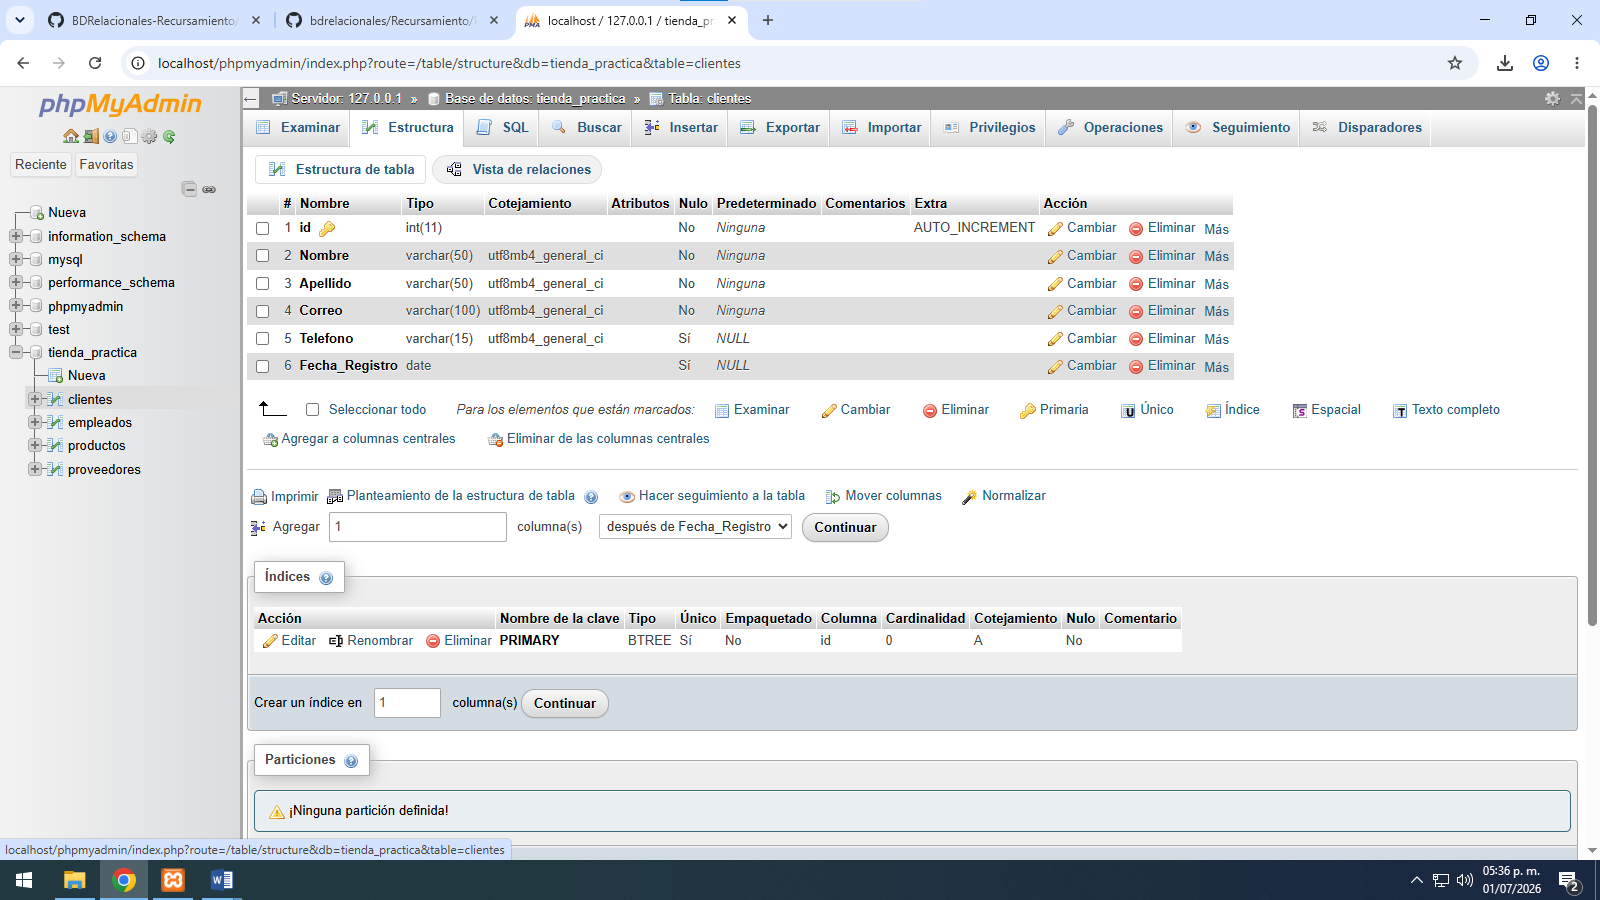 BDRelacionales-Recursamiento/
bdrelacionales/Recursamiento/
localhost / 127.0.0.1 / tienda_pr
localhost/phpmyadmin/index.php?route=/table/structure&db=tienda_practica&table=clientes
phpMyAdmin
Reciente Favoritas
Nueva
information_schema
mysql
performance_schema
phpmyadmin
test
tienda_practica
Nueva
clientes
empleados
productos
proveedores
Servidor: 127.0.0.1 » Base de datos: tienda_practica » Tabla: clientes
Examinar Estructura SQL Buscar Insertar Exportar Importar Privilegios Operaciones Seguimiento Disparadores
Estructura de tabla Vista de relaciones
# Nombre Tipo Cotejamiento Atributos Nulo Predeterminado Comentarios Extra Acción
1 id int(11) No Ninguna AUTO_INCREMENT Cambiar Eliminar Más
2 Nombre varchar(50) utf8mb4_general_ci No Ninguna Cambiar Eliminar Más
3 Apellido varchar(50) utf8mb4_general_ci No Ninguna Cambiar Eliminar Más
4 Correo varchar(100) utf8mb4_general_ci No Ninguna Cambiar Eliminar Más
5 Telefono varchar(15) utf8mb4_general_ci Sí NULL Cambiar Eliminar Más
6 Fecha_Registro date Sí NULL Cambiar Eliminar Más
Seleccionar todo Para los elementos que están marcados: Examinar Cambiar Eliminar Primaria Único Índice Espacial Texto completo
Agregar a columnas centrales Eliminar de las columnas centrales
Imprimir Planteamiento de la estructura de tabla Hacer seguimiento a la tabla Mover columnas Normalizar
Agregar 1 columna(s) después de Fecha_Registro Continuar
Índices
Acción Nombre de la clave Tipo Único Empaquetado Columna Cardinalidad Cotejamiento Nulo Comentario
Editar Renombrar Eliminar PRIMARY BTREE Sí No id 0 A No
Crear un índice en 1 columna(s) Continuar
Particiones
¡Ninguna partición definida!
localhost/phpmyadmin/index.php?route=/table/structure&db=tienda_practica&table=clientes
05:36 p. m.
01/07/2026
2